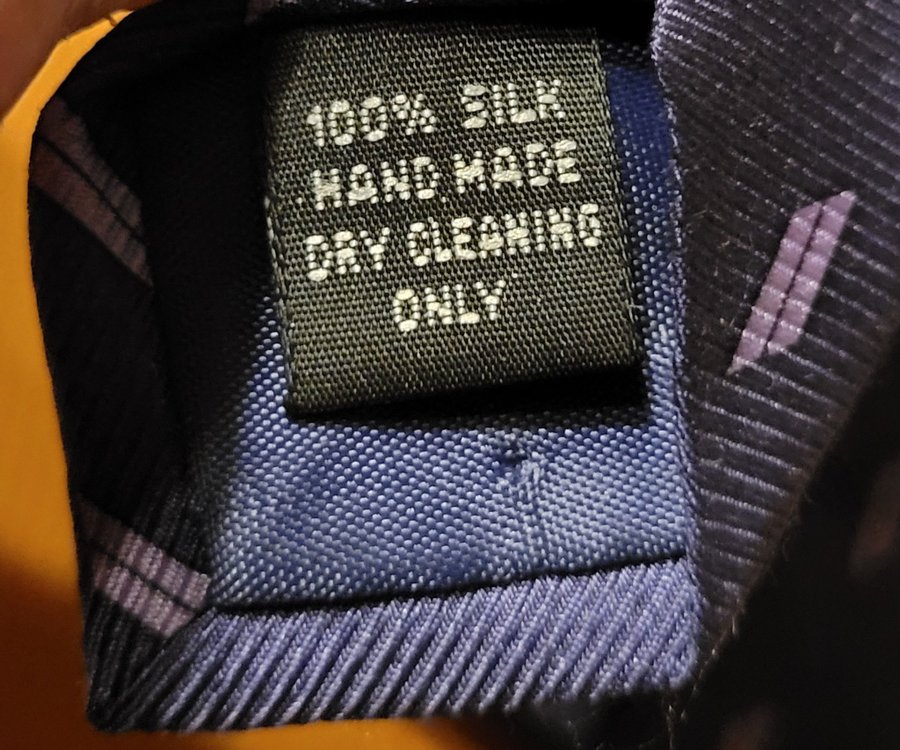 100% SILK
HAND MADE
DRY CLEANING
ONLY